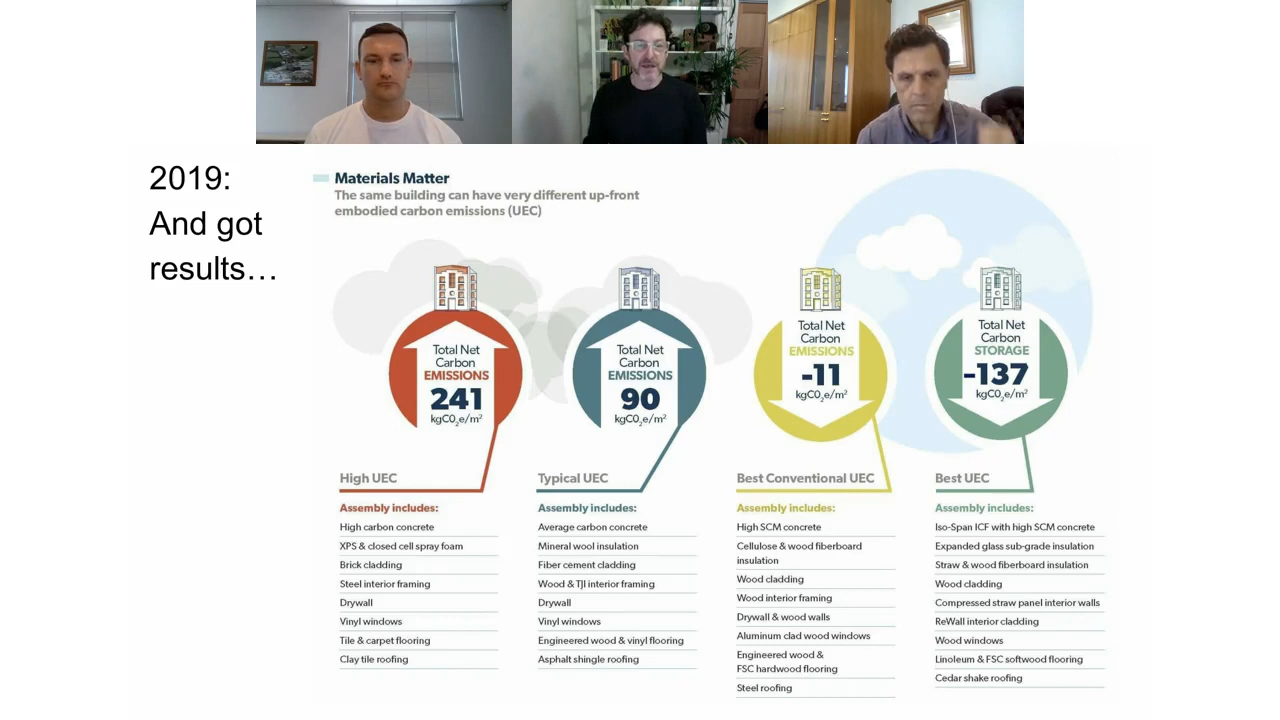 2019:
And got
results…
Materials Matter
The same building can have very different up-front
embodied carbon emissions (UEC)
Total Net
Carbon
EMISSIONS
241
kgCO2e/m²
Total Net
Carbon
EMISSIONS
90
kgCO2e/m²
Total Net
Carbon
EMISSIONS
-11
kgCO2e/m²
Total Net
Carbon
STORAGE
-137
kgCO2e/m²
High UEC
Assembly includes:
High carbon concrete
XPS & closed cell spray foam
Brick cladding
Steel interior framing
Drywall
Vinyl windows
Tile & carpet flooring
Clay tile roofing
Typical UEC
Assembly includes:
Average carbon concrete
Mineral wool insulation
Fiber cement cladding
Wood & TJI interior framing
Drywall
Vinyl windows
Engineered wood & vinyl flooring
Asphalt shingle roofing
Best Conventional UEC
Assembly includes:
High SCM concrete
Cellulose & wood fiberboard
insulation
Wood cladding
Wood interior framing
Drywall & wood walls
Aluminum clad wood windows
Engineered wood &
FSC hardwood flooring
Steel roofing
Best UEC
Assembly includes:
Iso-Span ICF with high SCM concrete
Expanded glass sub-grade insulation
Straw & wood fiberboard insulation
Wood cladding
Compressed straw panel interior walls
ReWall interior cladding
Wood windows
Linoleum & FSC softwood flooring
Cedar shake roofing